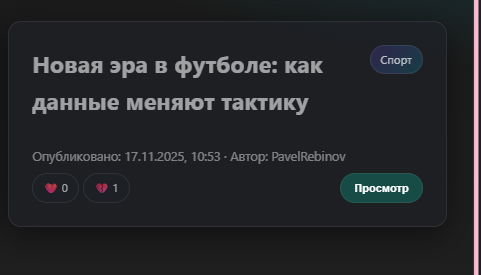 Новая эра в футболе: как
данные меняют тактику
Спорт
Опубликовано: 17.11.2025, 10:53 · Автор: PavelRebinov
0
1
Просмотр